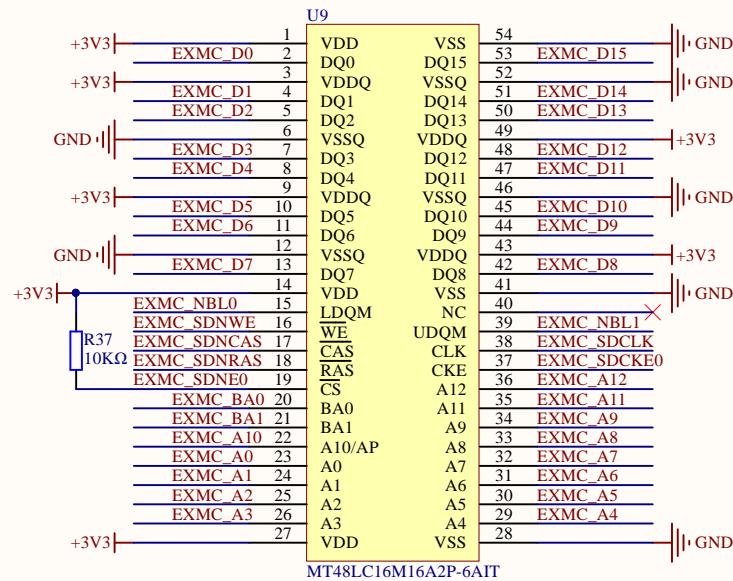 U9
1 VDD VSS 54
+3V3 GND
EXMC_D0 2 DQ0 DQ15 53 EXMC_D15
+3V3 3 VDDQ VSSQ 52 GND
EXMC_D1 4 DQ1 DQ14 51 EXMC_D14
EXMC_D2 5 DQ2 DQ13 50 EXMC_D13
GND 6 VSSQ VDDQ 49 +3V3
EXMC_D3 7 DQ3 DQ12 48 EXMC_D12
EXMC_D4 8 DQ4 DQ11 47 EXMC_D11
+3V3 9 VDDQ VSSQ 46 GND
EXMC_D5 10 DQ5 DQ10 45 EXMC_D10
EXMC_D6 11 DQ6 DQ9 44 EXMC_D9
GND 12 VSSQ VDDQ 43 +3V3
EXMC_D7 13 DQ7 DQ8 42 EXMC_D8
+3V3 14 VDD VSS 41 GND
EXMC_NBL0 15 LDQM NC 40
EXMC_SDNWE 16 WE UDQM 39 EXMC_NBL1
R37 EXMC_SDNCAS 17 CAS CLK 38 EXMC_SDCLK
10KΩ EXMC_SDNRAS 18 RAS CKE 37 EXMC_SDCKE0
EXMC_SDNE0 19 CS A12 36 EXMC_A12
EXMC_BA0 20 BA0 A11 35 EXMC_A11
EXMC_BA1 21 BA1 A9 34 EXMC_A9
EXMC_A10 22 A10/AP A8 33 EXMC_A8
EXMC_A0 23 A0 A7 32 EXMC_A7
EXMC_A1 24 A1 A6 31 EXMC_A6
EXMC_A2 25 A2 A5 30 EXMC_A5
EXMC_A3 26 A3 A4 29 EXMC_A4
+3V3 27 VDD VSS 28 GND
MT48LC16M16A2P-6AIT